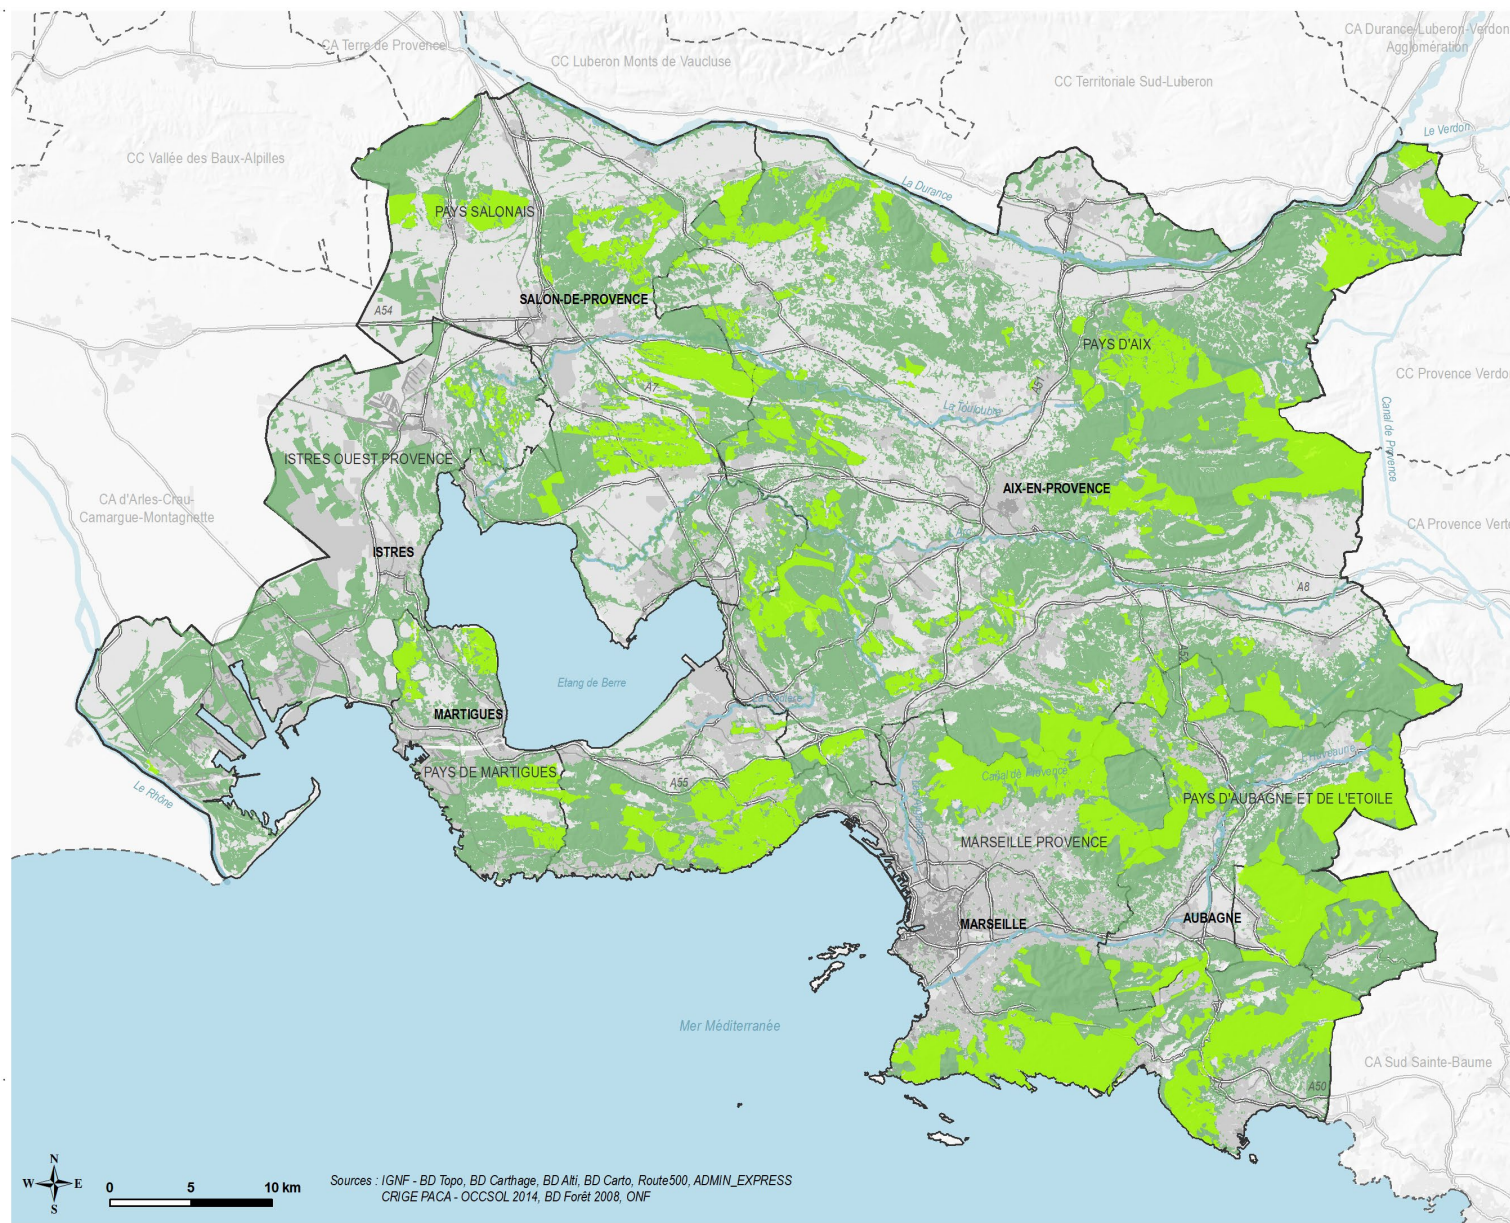 CA Terre de Provence
CC Luberon Monts de Vaucluse
CA Durance-Luberon-Verdon
Agglomération
CC Territoriale Sud-Luberon
Le Verdon
CC Vallée des Baux-Alpilles
La Durance
PAYS SALONAIS
SALON-DE-PROVENCE
A54
PAYS D'AIX
CC Provence Verdo
A7
A51
La Touloubre
Canal de Provence
ISTRES OUEST PROVENCE
CA d'Arles-Crau-
Camargue-Montagnette
AIX-EN-PROVENCE
CA Provence Verte
Arc
ISTRES
A8
A52
Etang de Berre
MARTIGUES
L'Huveaune
PAYS DE MARTIGUES
A55
Canal de Provence
Le Rhône
PAYS D'AUBAGNE ET DE L'ETOILE
MARSEILLE PROVENCE
MARSEILLE
AUBAGNE
Mer Méditerranée
CA Sud Sainte-Baume
A50
N
W E
S
0 5 10 km
Sources : IGNF - BD Topo, BD Carthage, BD Alti, BD Carto, Route500, ADMIN_EXPRESS
CRIGE PACA - OCCSOL 2014, BD Forêt 2008, ONF